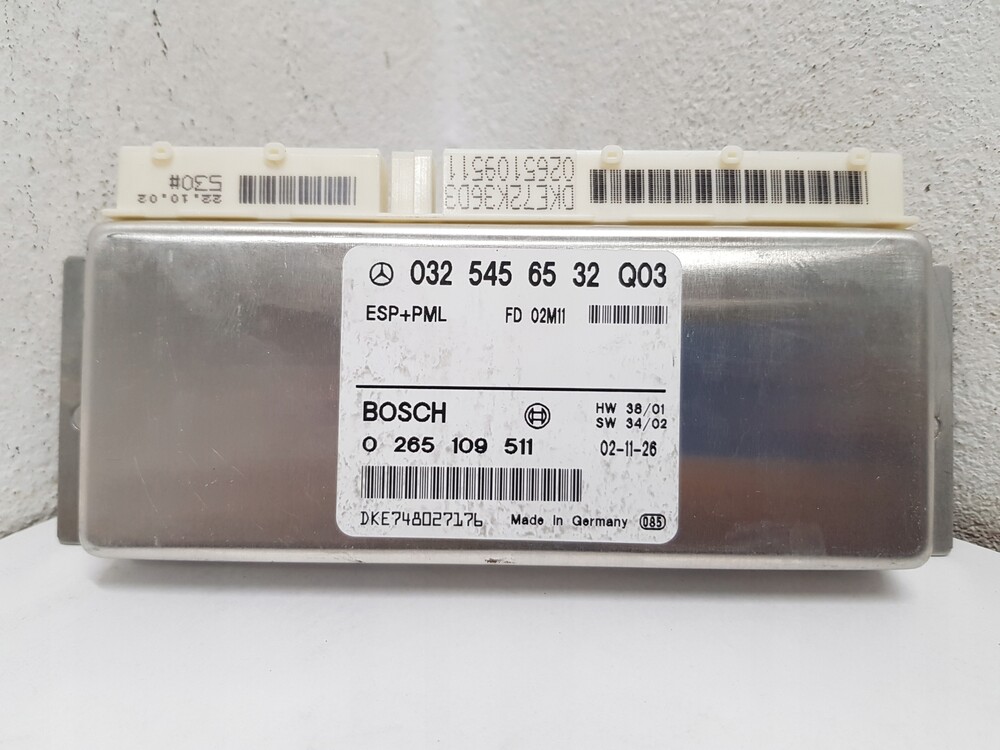 530#
22.10.02
DKE72K36D3
0265109511
032 545 65 32 Q03
ESP+PML FD 02M11
BOSCH HW 38/01
SW 34/02
0 265 109 511 02-11-26
DKE748027176 Made in Germany 085